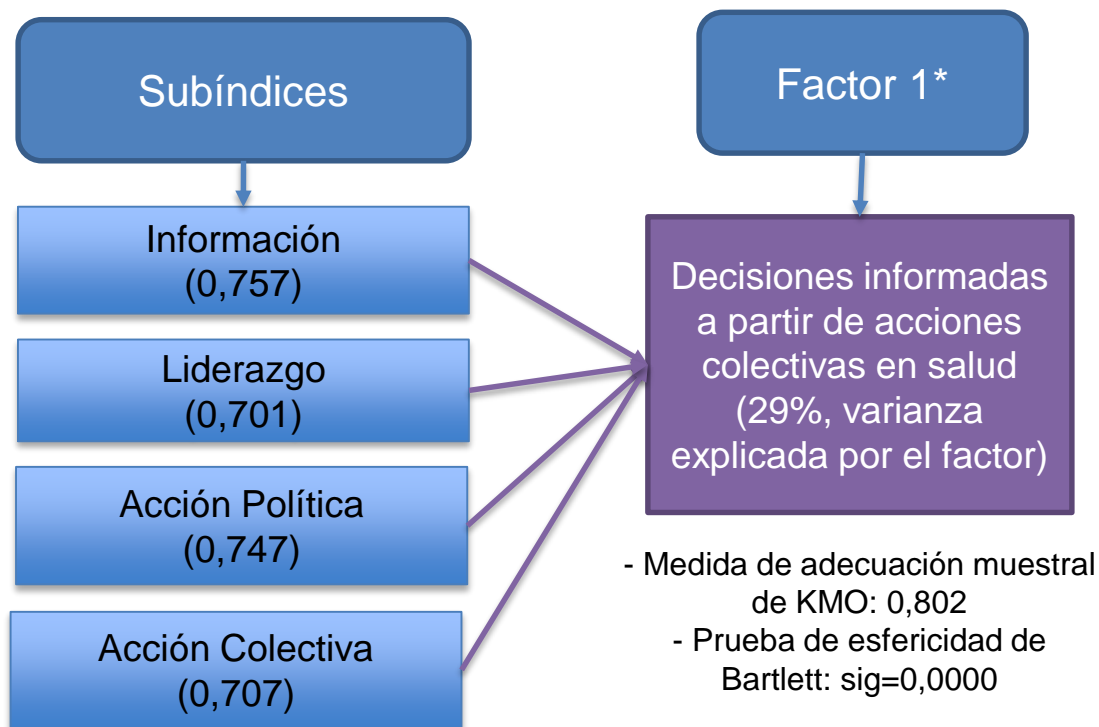 Subíndices
Información
(0,757)
Liderazgo
(0,701)
Acción Política
(0,747)
Acción Colectiva
(0,707)
Factor 1*
Decisiones informadas
a partir de acciones
colectivas en salud
(29%, varianza
explicada por el factor)
- Medida de adecuación muestral
de KMO: 0,802
- Prueba de esfericidad de
Bartlett: sig=0,0000